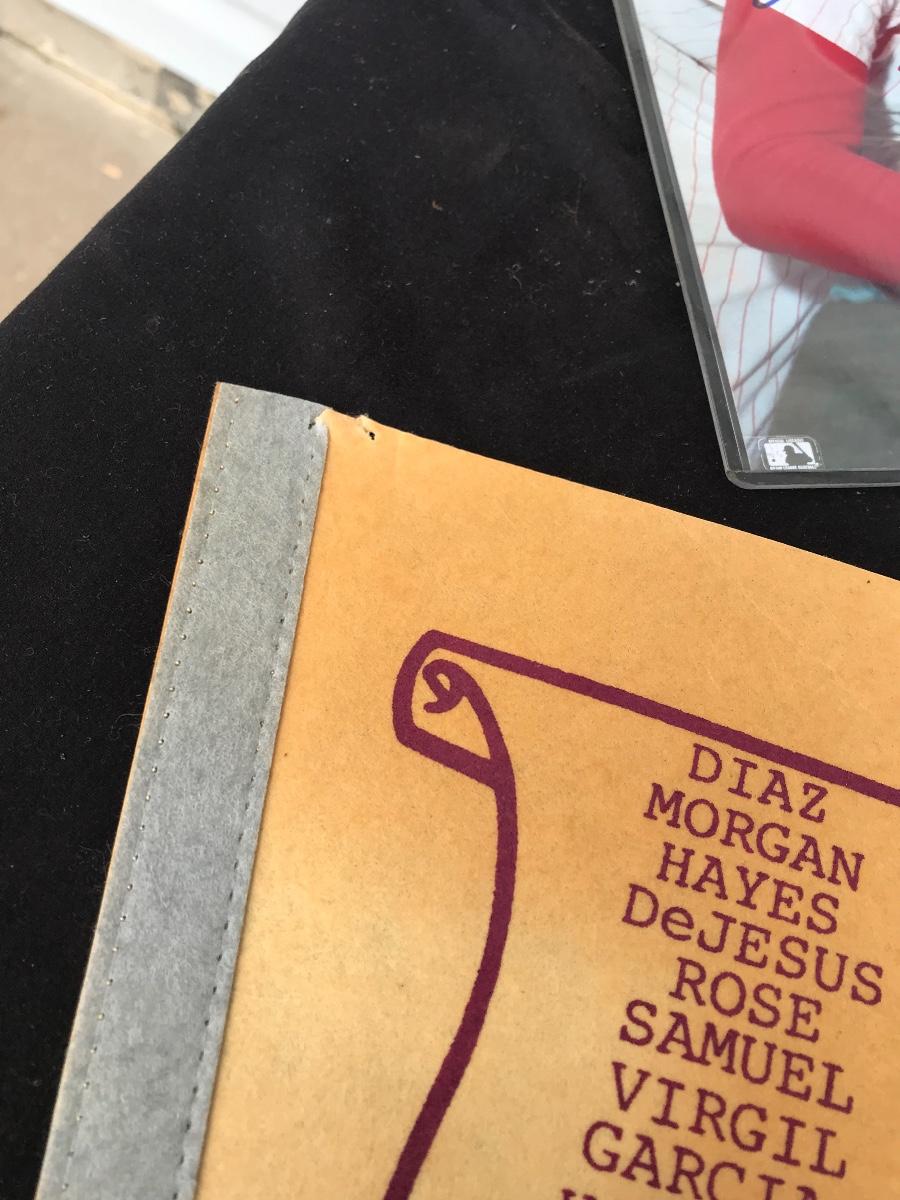 DIAZ
MORGAN
HAYES
DeJESUS
ROSE
SAMUEL
VIRGIL